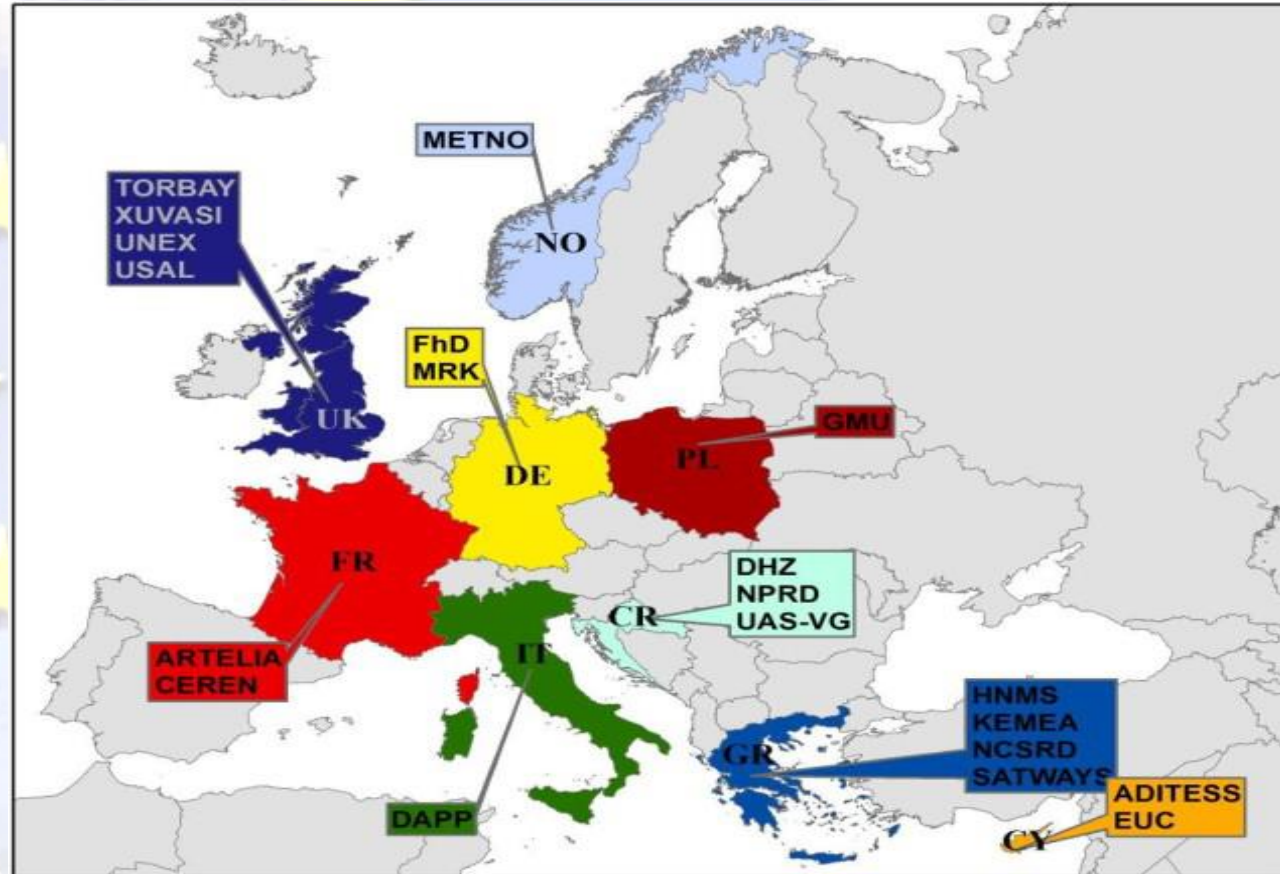 METNO
TORBAY
XUVASI
UNEX
USAL
NO
FhD
MRK
UK
GMU
PL
DE
FR
DHZ
NPRD
UAS-VG
CR
ARTELIA
CEREN
IT
HNMS
KEMEA
NCSRD
SATWAYS
GR
DAPP
ADITESS
EUC
CY